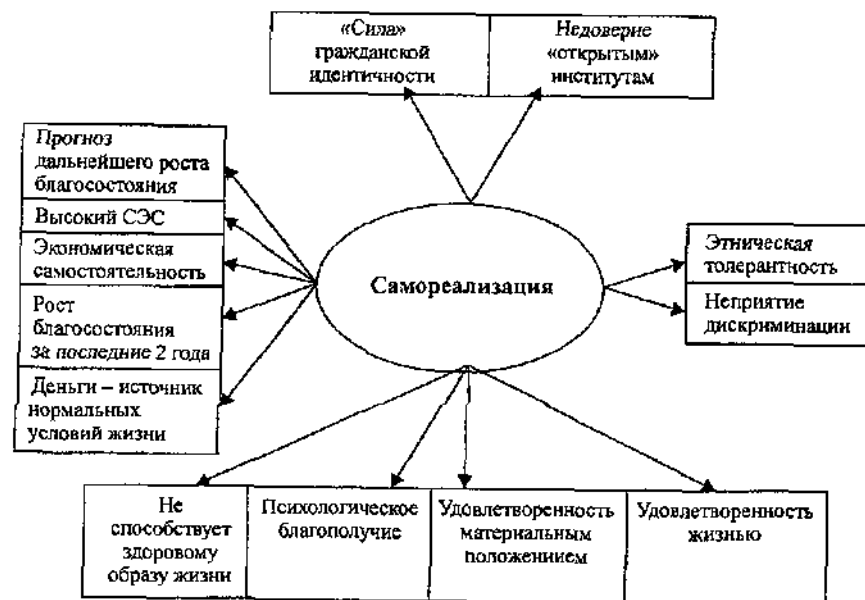 «Сила»
гражданской
идентичности
Недоверие
«открытым»
институтам
Прогноз
дальнейшего роста
благосостояния
Высокий СЭС
Экономическая
самостоятельность
Рост
благосостояния
за последние 2 года
Деньги – источник
нормальных
условий жизни
Самореализация
Этническая
толерантность
Неприятие
дискриминации
Не
способствует
здоровому
образу жизни
Психологическое
благополучие
Удовлетворенность
материальным
положением
Удовлетворенность
жизнью